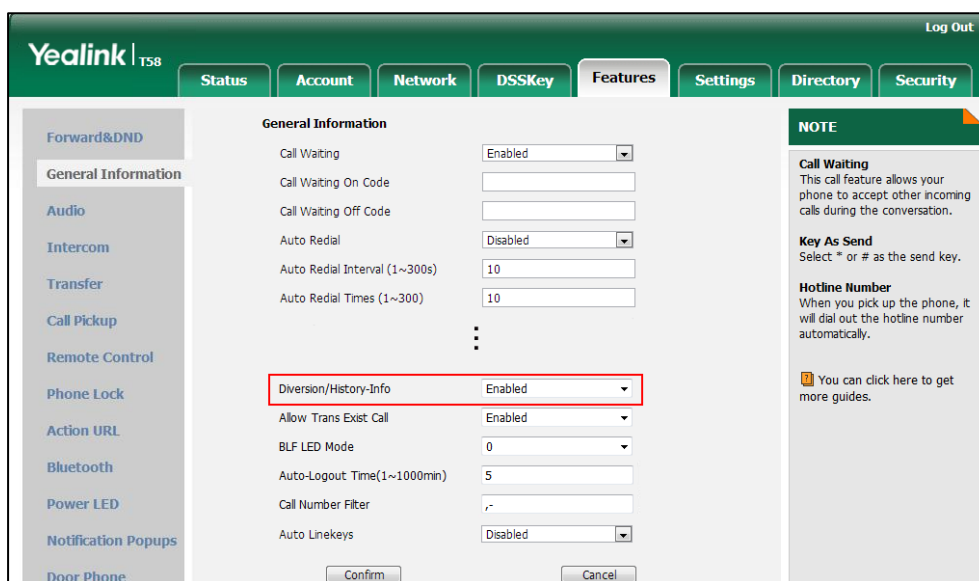 Log Out
Yealink | T58
Status Account Network DSSKey Features Settings Directory Security
Forward&DND
General Information
Audio
Intercom
Transfer
Call Pickup
Remote Control
Phone Lock
Action URL
Bluetooth
Power LED
Notification Popups
Door Phone
General Information
Call Waiting Enabled
Call Waiting On Code
Call Waiting Off Code
Auto Redial Disabled
Auto Redial Interval (1~300s) 10
Auto Redial Times (1~300) 10
Diversion/History-Info Enabled
Allow Trans Exist Call Enabled
BLF LED Mode 0
Auto-Logout Time(1~1000min) 5
Call Number Filter ,-
Auto Linekeys Disabled
Confirm Cancel
NOTE
Call Waiting
This call feature allows your
phone to accept other incoming
calls during the conversation.
Key As Send
Select * or # as the send key.
Hotline Number
When you pick up the phone, it
will dial out the hotline number
automatically.
You can click here to get
more guides.